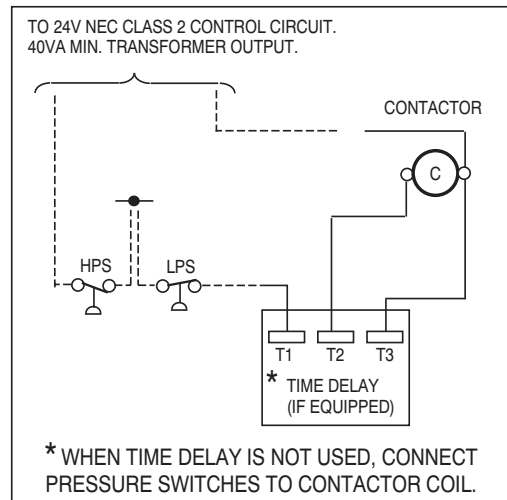 TO 24V NEC CLASS 2 CONTROL CIRCUIT.
40VA MIN. TRANSFORMER OUTPUT.
CONTACTOR
C
HPS
LPS
T1 T2 T3
* TIME DELAY
(IF EQUIPPED)
* WHEN TIME DELAY IS NOT USED, CONNECT
PRESSURE SWITCHES TO CONTACTOR COIL.